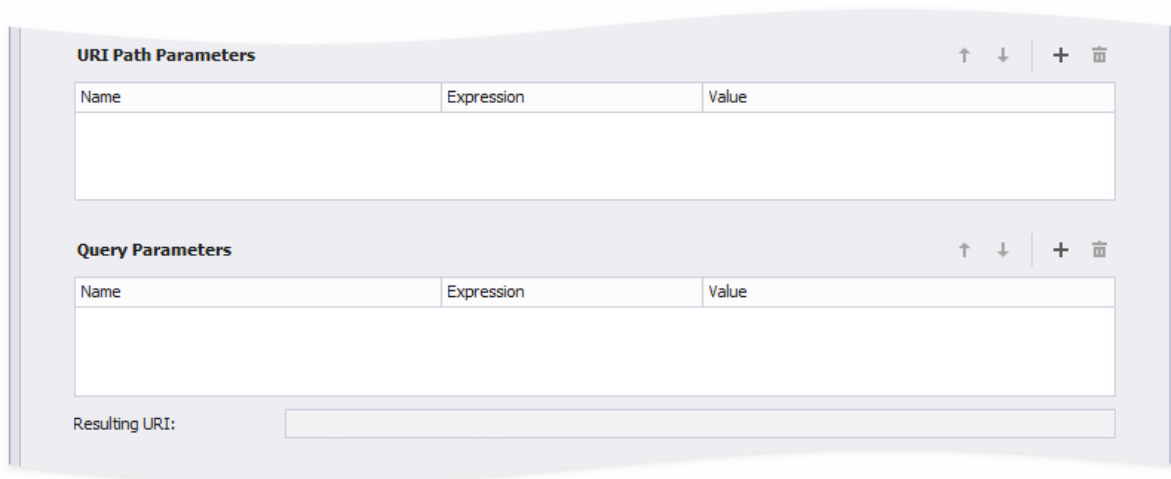 URI Path Parameters
Name Expression Value
Query Parameters
Name Expression Value
Resulting URI: